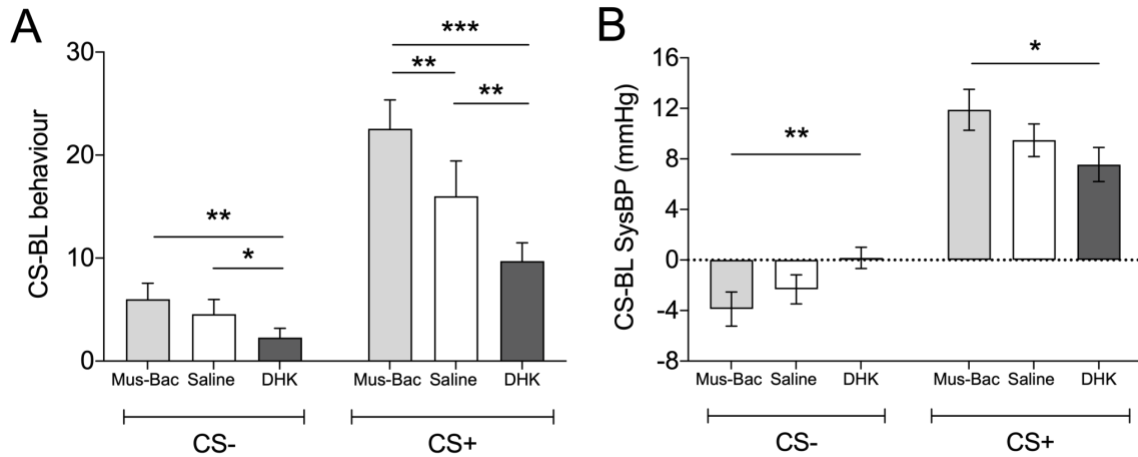 A
CS-BL behaviour
30
20
10
0
***
**
**
**
*
Mus-Bac Saline DHK Mus-Bac Saline DHK
CS- CS+
B
CS-BL SysBP (mmHg)
16
12
8
4
0
-4
-8
*
**
Mus-Bac Saline DHK Mus-Bac Saline DHK
CS- CS+